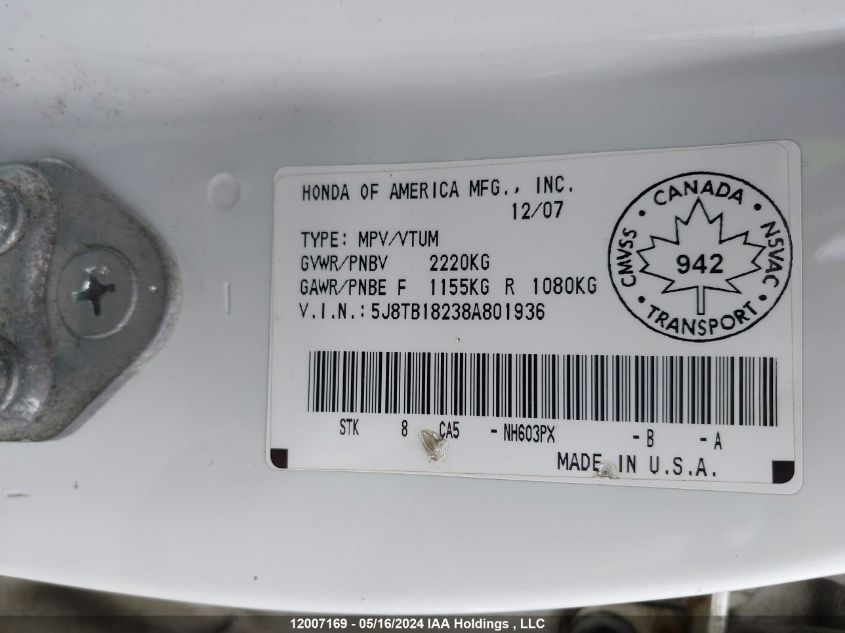 HONDA OF AMERICA MFG., INC.
12/07
TYPE: MPV/VTUM
GVWR/PNBV 2220KG
GAWR/PNBE F 1155KG R 1080KG
V.I.N.: 5J8TB18238A801936
CMVSS • CANADA • NSVAC
942
• TRANSPORT •
STK 8 CA5 - NH603PX - B - A
MADE IN U.S.A.
12007169 - 05/16/2024 IAA Holdings , LLC